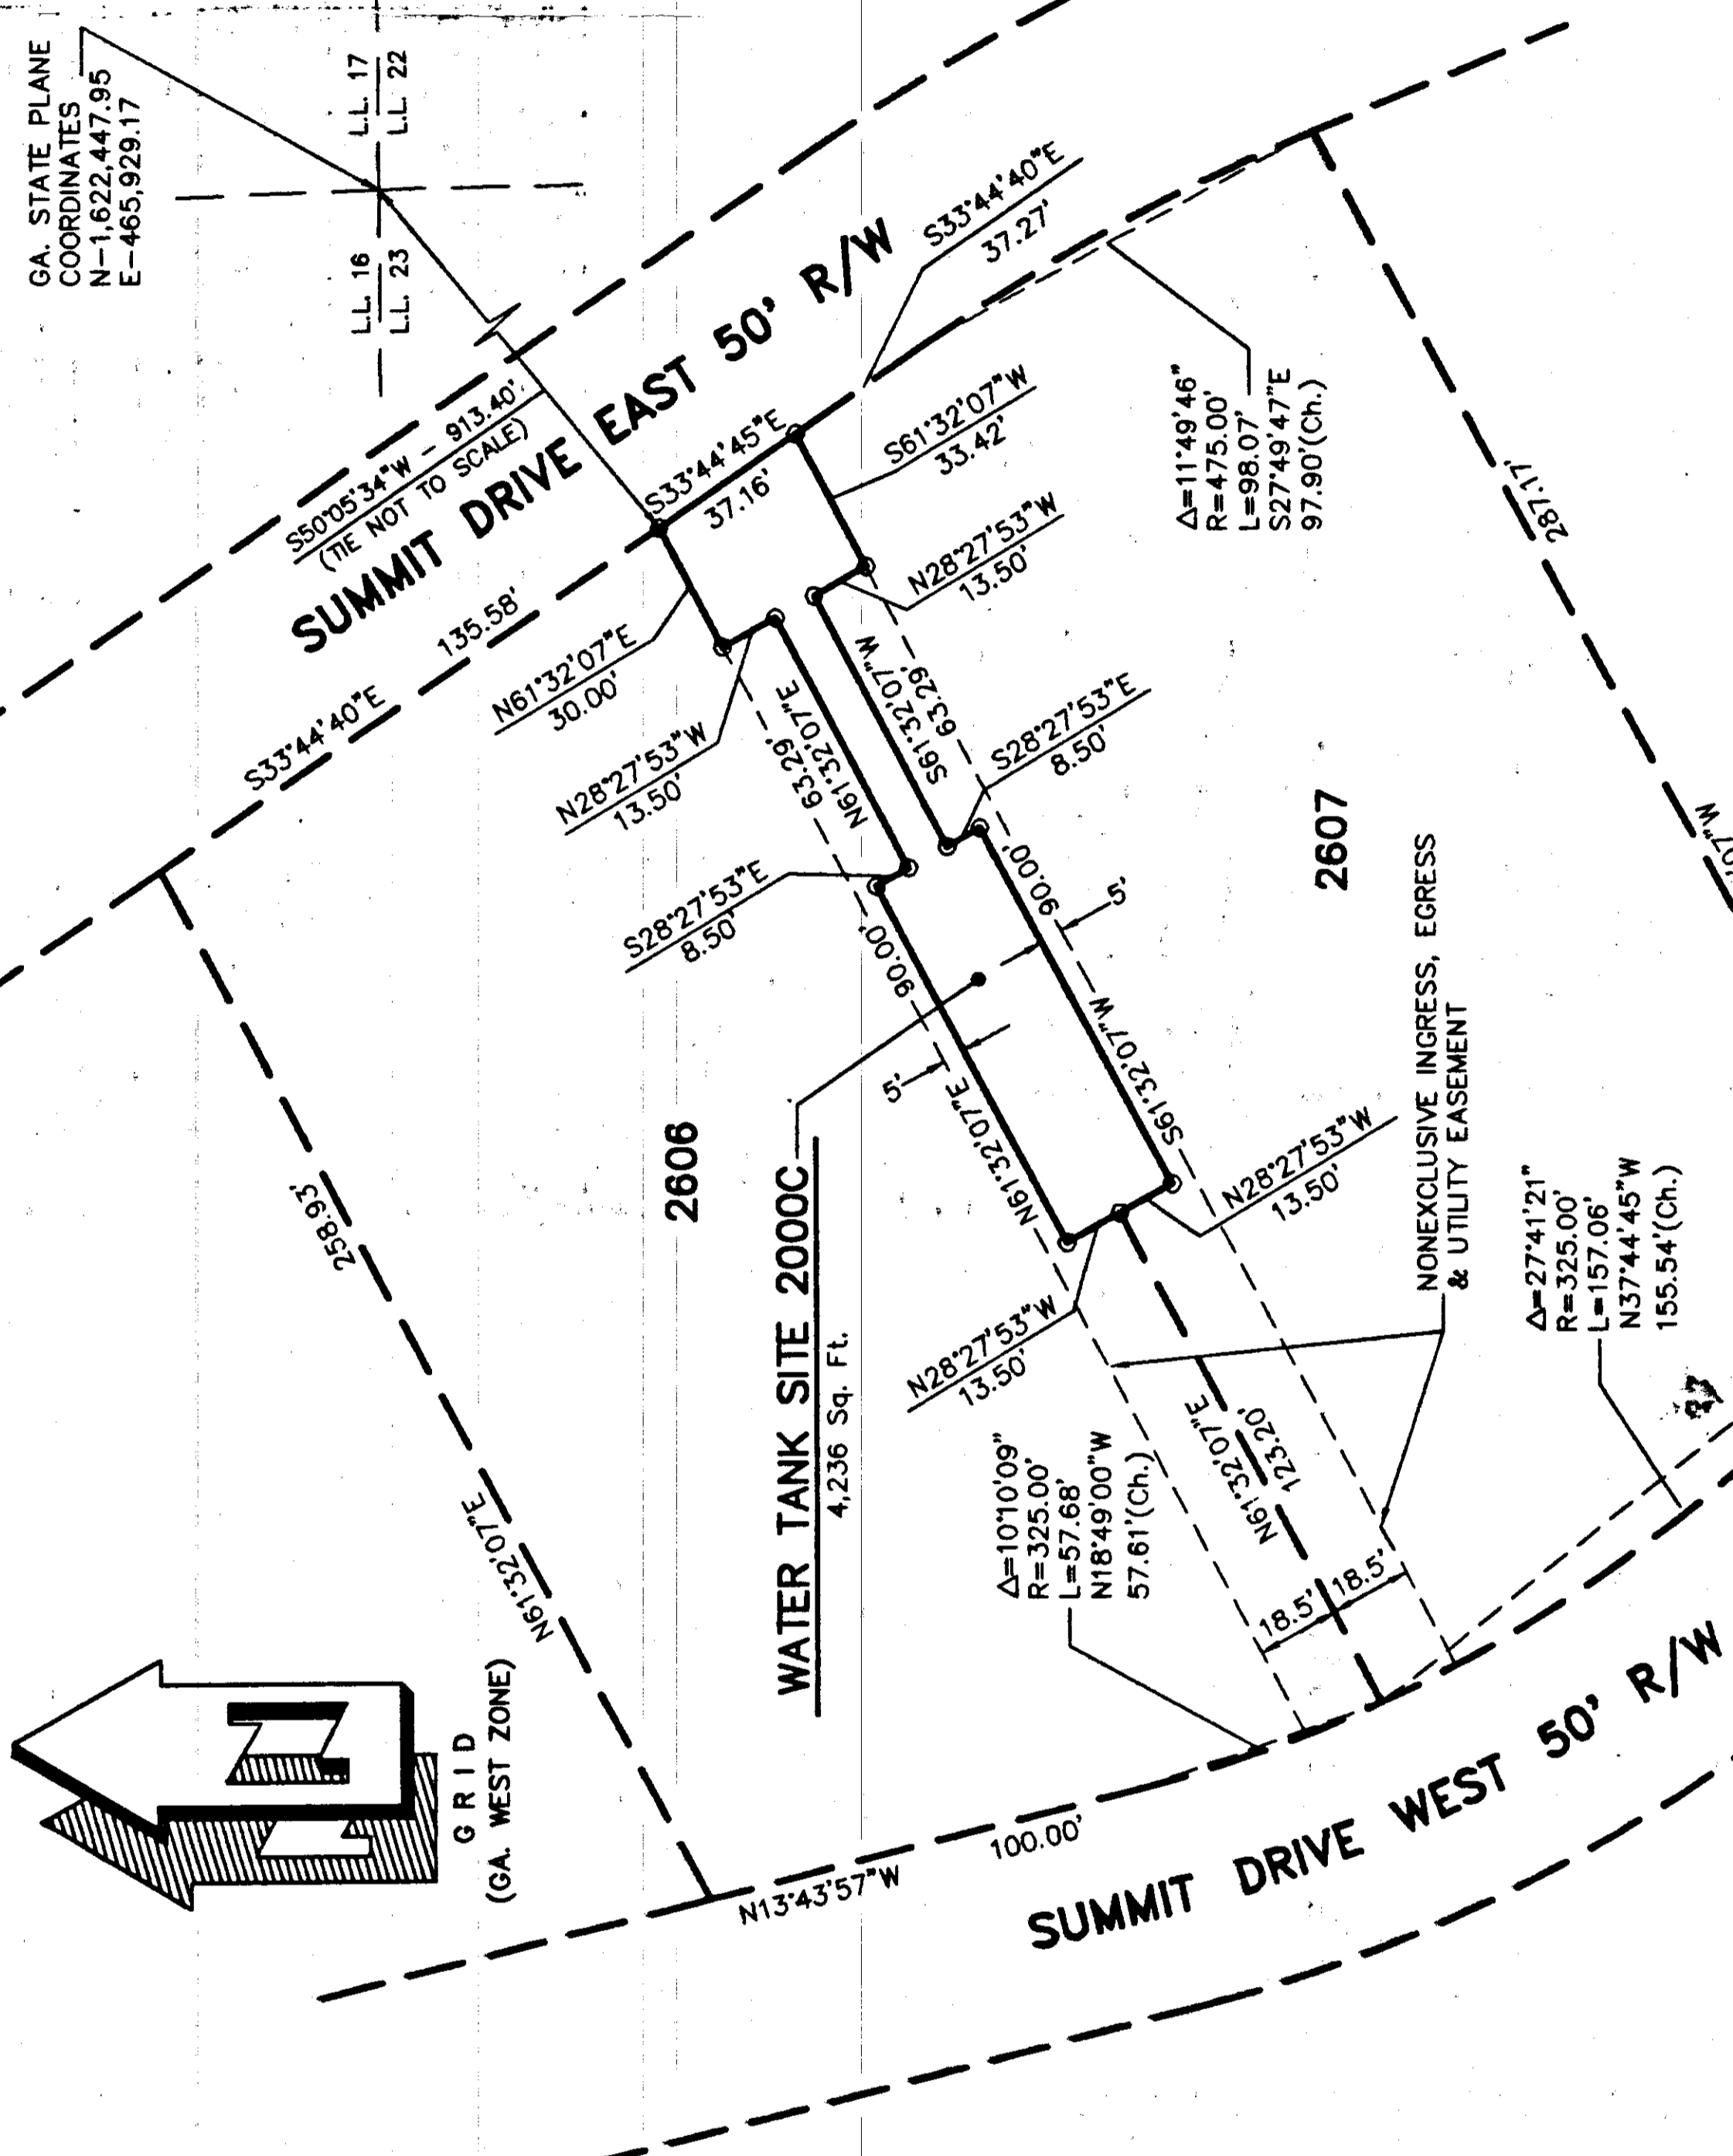 GA. STATE PLANE
COORDINATES
N-1,622,447.95
E-465,929.17
L.L. 16
L.L. 23
L.L. 17
L.L. 22
S50°05'34"W - 913.40'
(TIE NOT TO SCALE)
SUMMIT DRIVE EAST 50' R/W
S33°44'40"E
135.58'
S33°44'45"E
37.16'
S33°44'40"E
37.27'
N61°32'07"E
30.00'
S61°32'07"W
33.42'
N28°27'53"W
13.50'
N28°27'53"W
13.50'
63.29'
N61°32'07"E
S61°32'07"W
63.29'
S28°27'53"E
8.50'
S28°27'53"E
8.50'
Δ=11°49'46"
R=475.00'
L=98.07'
S27°49'47"E
97.90'(Ch.)
287.17'
07"W
90.00'
N61°32'07"E
90.00'
S61°32'07"W
5'
5'
2606
2607
258.93'
N61°32'07"E
WATER TANK SITE 2000C
4,236 Sq. Ft.
N28°27'53"W
13.50'
N28°27'53"W
13.50'
NONEXCLUSIVE INGRESS, EGRESS
& UTILITY EASEMENT
N61°32'07"E
123.20'
18.5'
18.5'
Δ=10°10'09"
R=325.00'
L=57.68'
N18°49'00"W
57.61'(Ch.)
Δ=27°41'21"
R=325.00'
L=157.06'
N37°44'45"W
155.54'(Ch.)
N
GRID
(GA. WEST ZONE)
N13°43'57"W
100.00'
SUMMIT DRIVE WEST 50' R/W